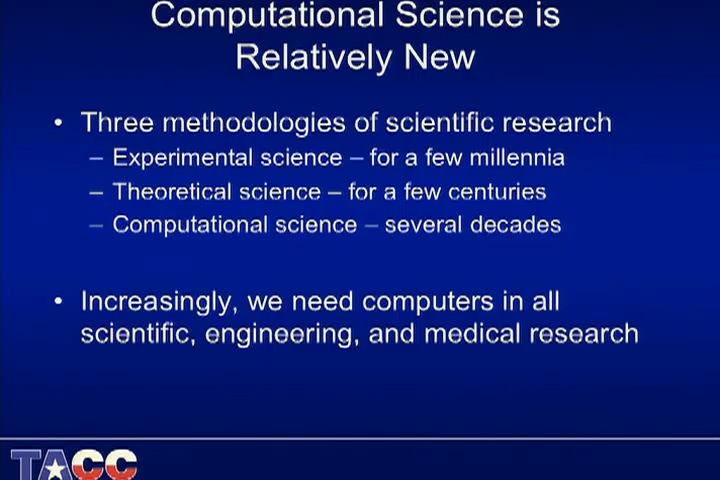 Computational Science is
Relatively New
• Three methodologies of scientific research
– Experimental science – for a few millennia
– Theoretical science – for a few centuries
– Computational science – several decades
• Increasingly, we need computers in all
scientific, engineering, and medical research
TACC